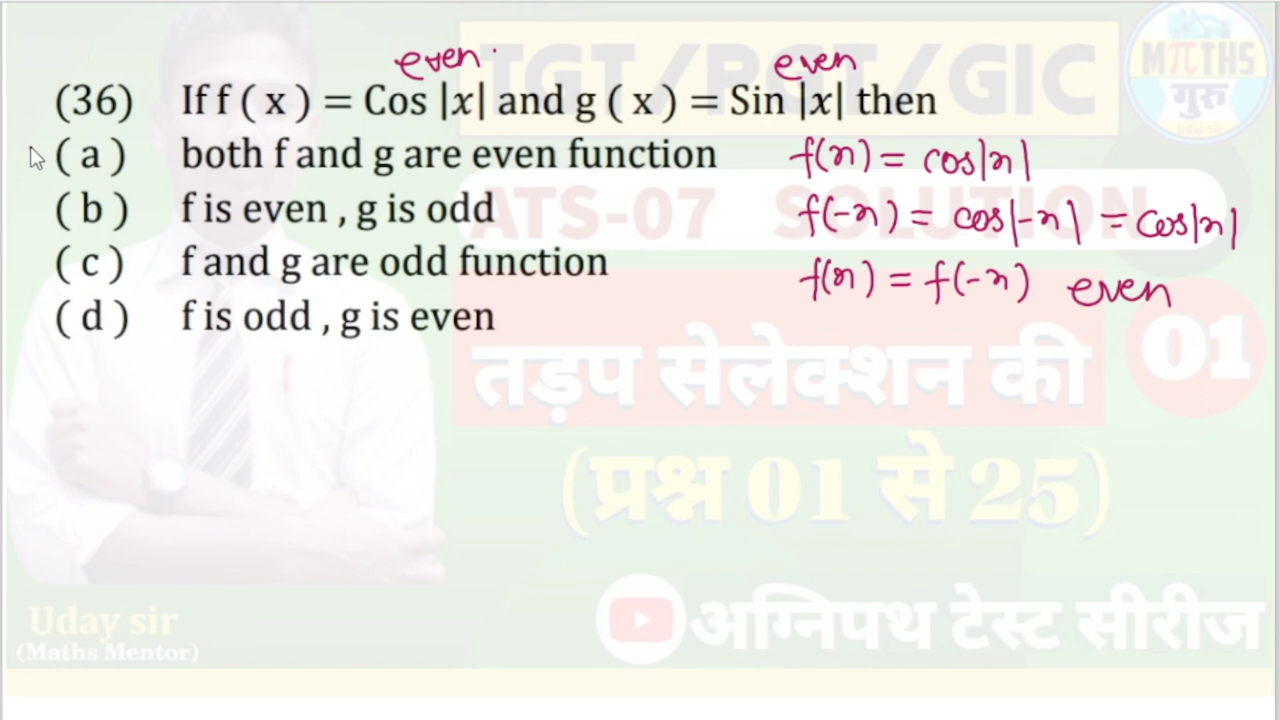 even even
(36) If f ( x ) = Cos |x| and g ( x ) = Sin |x| then
( a ) both f and g are even function
( b ) f is even , g is odd
( c ) f and g are odd function
( d ) f is odd , g is even
f(x) = cos|x|
f(-x) = cos|-x| = cos|x|
f(x) = f(-x) even
TGT/PGT/GIC
MπTHS
गुरु
ATS-07 SOLUTION
तड़प सेलेक्शन की
01
(प्रश्न 01 से 25)
Uday sir
(Maths Mentor)
अग्निपथ टेस्ट सीरीज